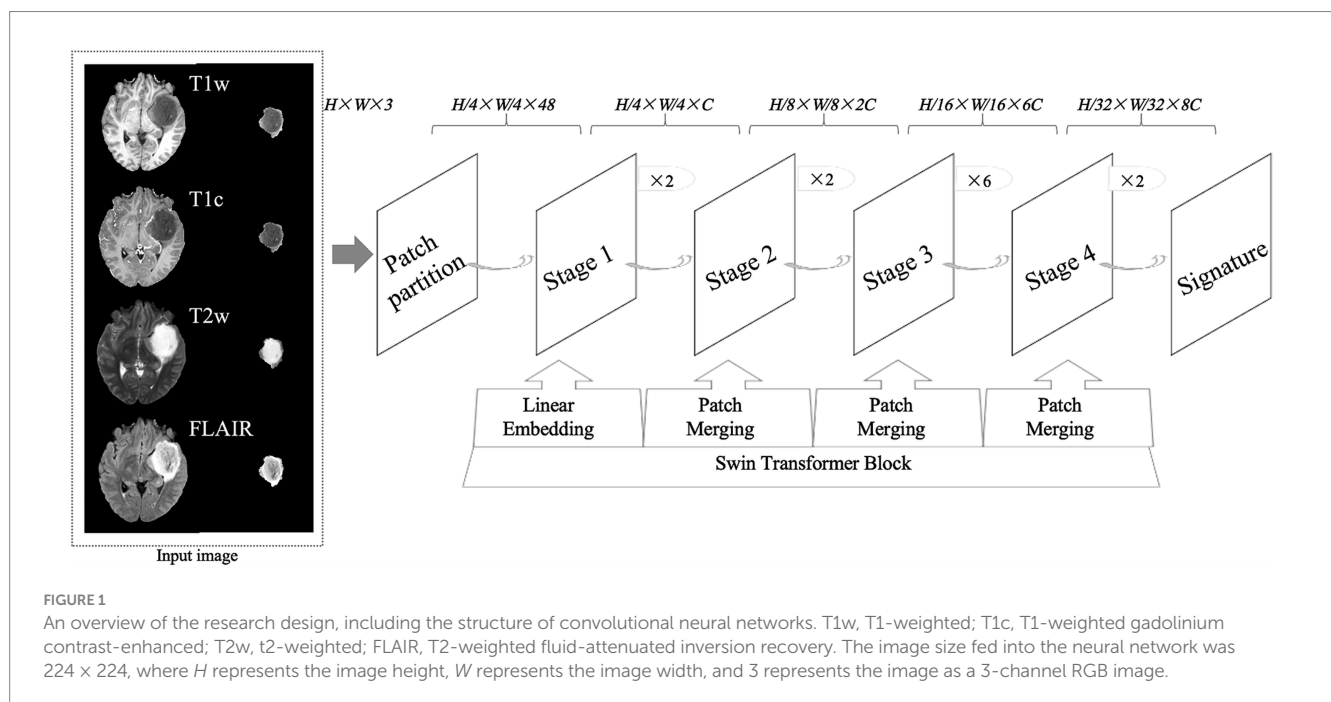 T1w
T1c
T2w
FLAIR
Input image
H×W×3
H/4×W/4×48
H/4×W/4×C
H/8×W/8×2C
H/16×W/16×6C
H/32×W/32×8C
×2
×2
×6
×2
Patch
partition
Stage 1
Stage 2
Stage 3
Stage 4
Signature
Linear
Embedding
Patch
Merging
Patch
Merging
Patch
Merging
Swin Transformer Block
FIGURE 1
An overview of the research design, including the structure of convolutional neural networks. T1w, T1-weighted; T1c, T1-weighted gadolinium
contrast-enhanced; T2w, t2-weighted; FLAIR, T2-weighted fluid-attenuated inversion recovery. The image size fed into the neural network was
224 × 224, where H represents the image height, W represents the image width, and 3 represents the image as a 3-channel RGB image.